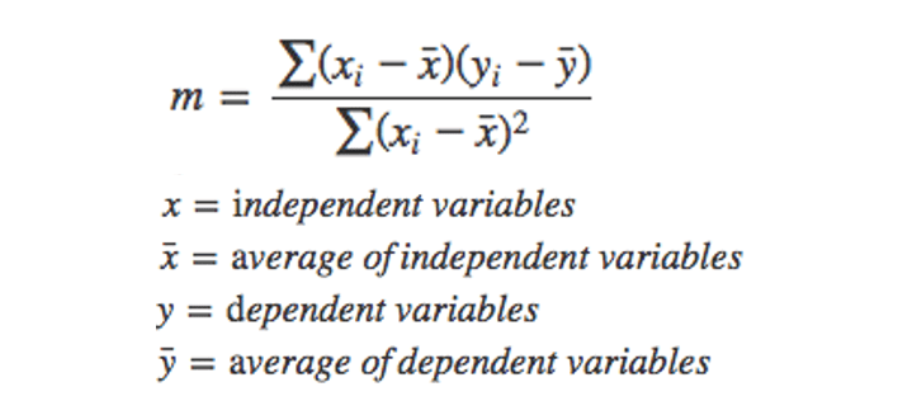 m = ∑(xᵢ − x̄)(yᵢ − ȳ) / ∑(xᵢ − x̄)²
x = independent variables
x̄ = average of independent variables
y = dependent variables
ȳ = average of dependent variables